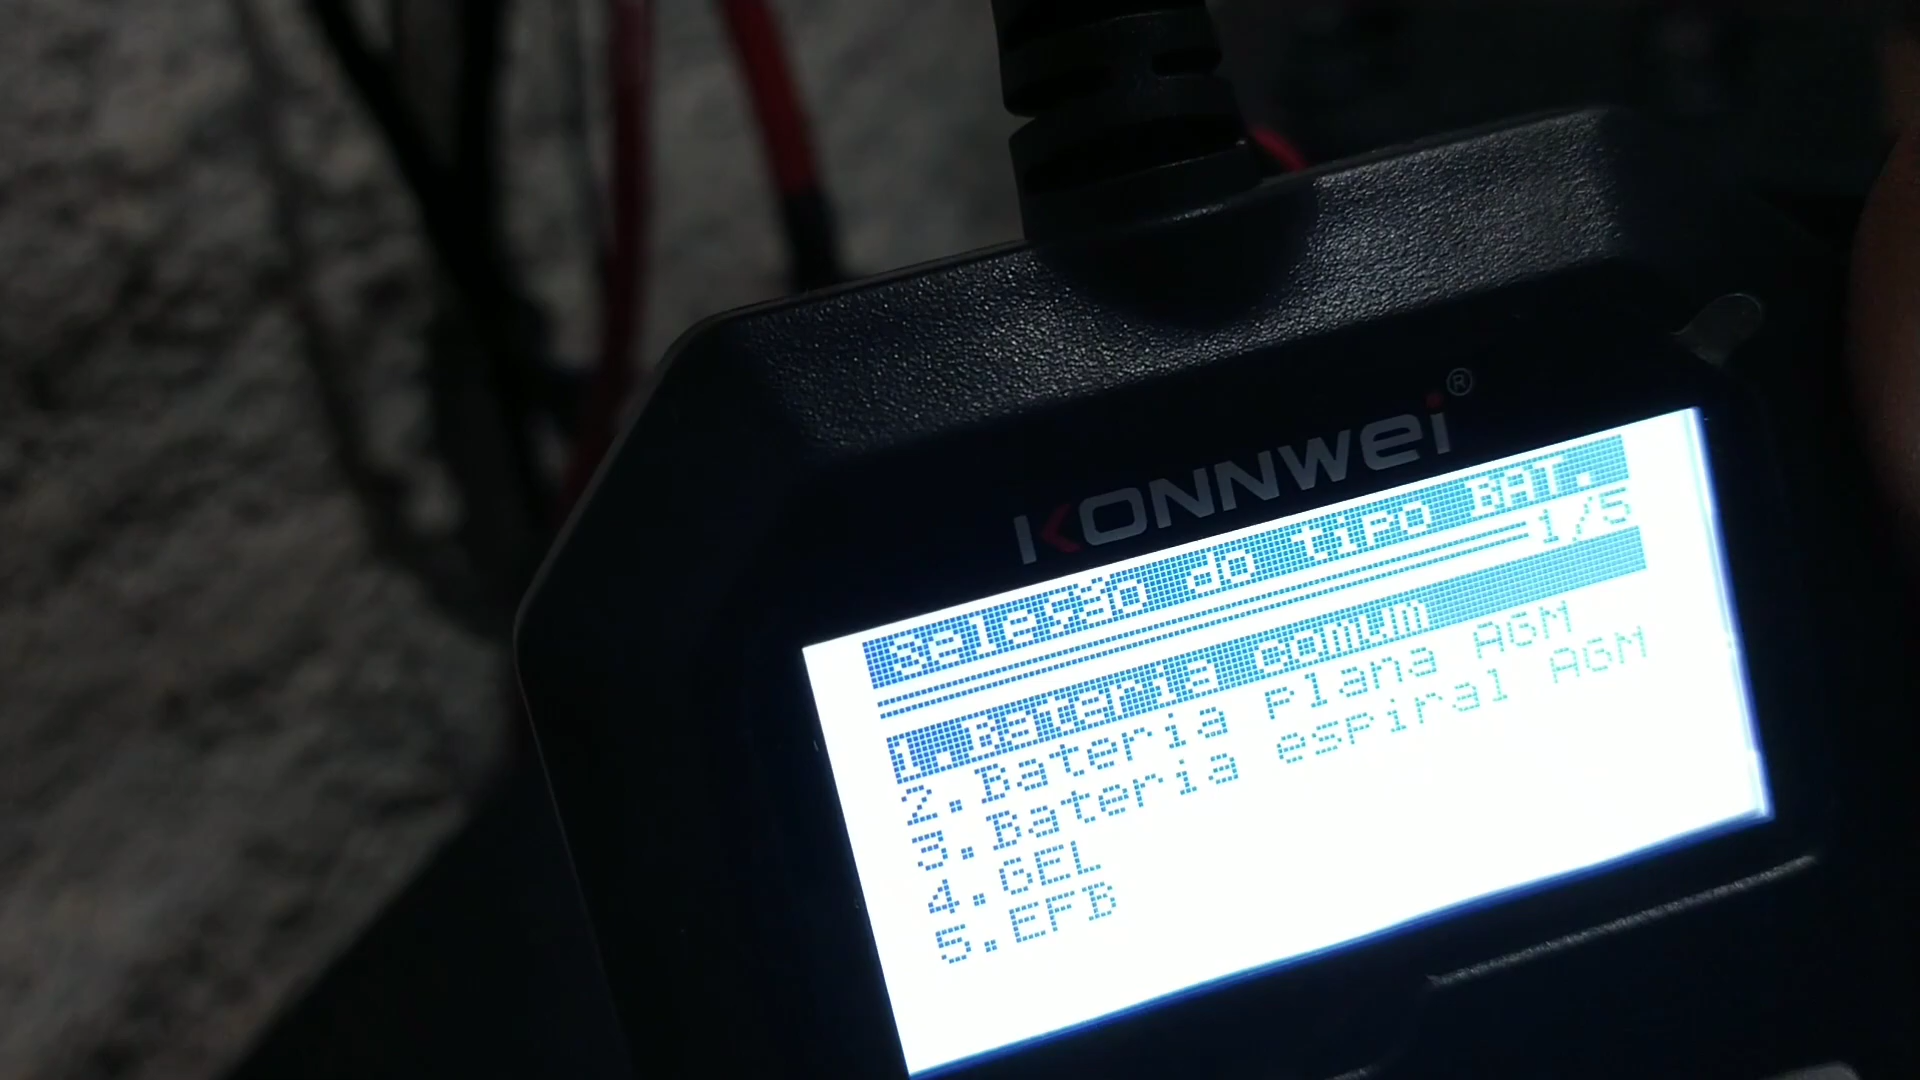 KONNWEI®
Seleção do tipo BAT.
1/5
1.Bateria comum
2.Bateria plana AGM
3.Bateria espiral AGM
4.GEL
5.EFB